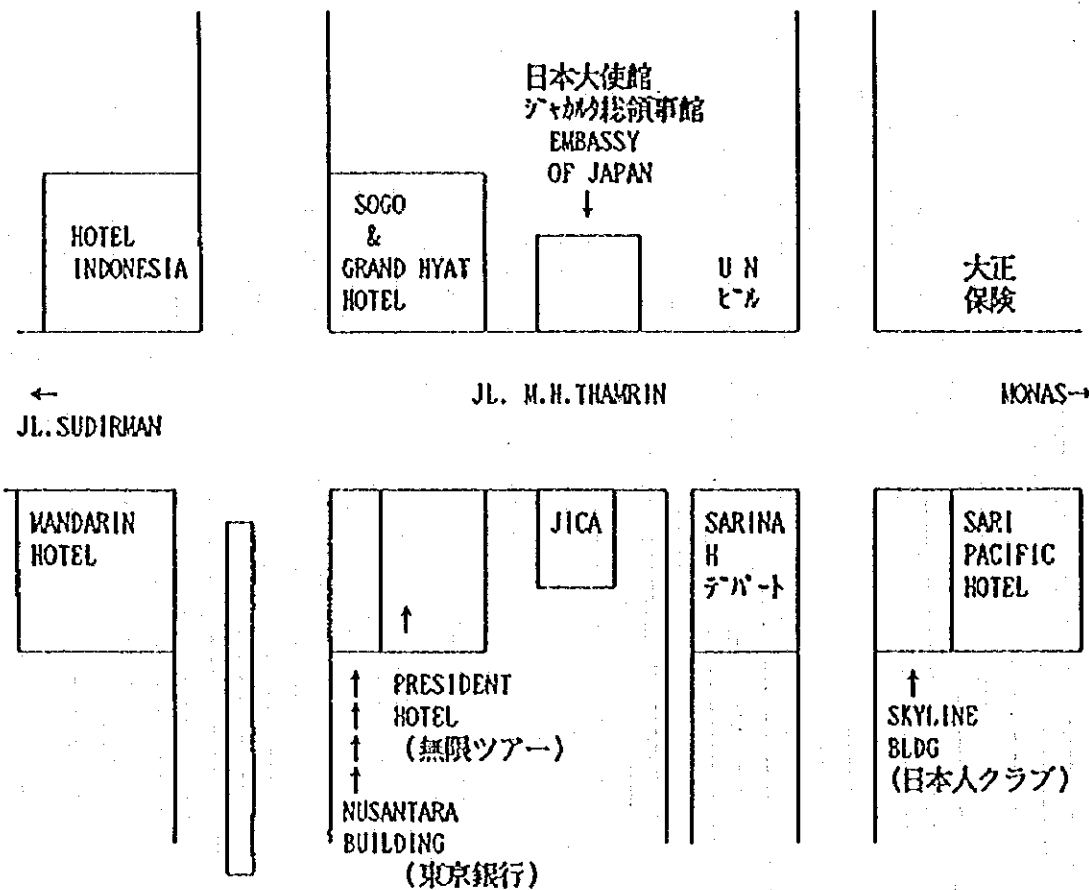 日本大使館
ジャカルタ総領事館
EMBASSY
OF JAPAN
↓
HOTEL
INDONESIA
SOGO
&
GRAND HYAT
HOTEL
U N
ビル
大正
保険
←
JL.SUDIRMAN
JL. M.H.THAMRIN
MONAS→
MANDARIN
HOTEL
JICA
SARINA
H
デパート
SARI
PACIFIC
HOTEL
↑
↑ PRESIDENT
↑ HOTEL
↑ (無限ツアー)
↑
NUSANTARA
BUILDING
(東京銀行)
↑
SKYLINE
BLDG
(日本人クラブ)